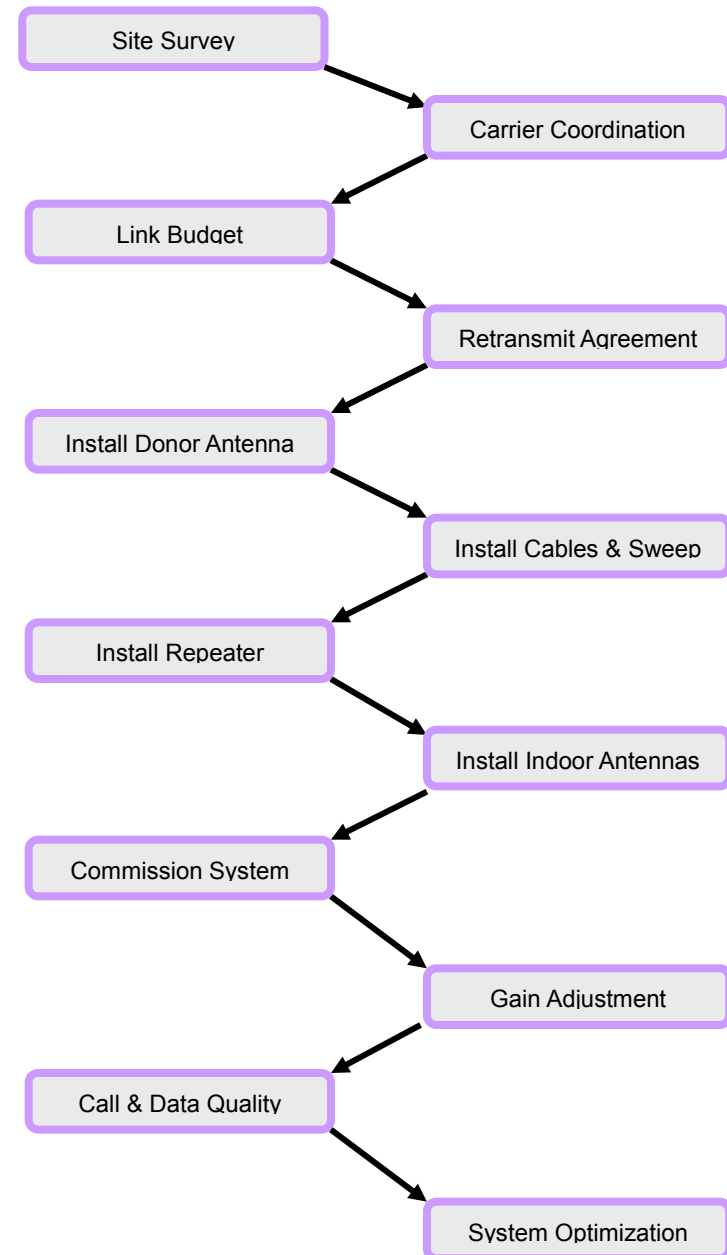 Site Survey
Carrier Coordination
Link Budget
Retransmit Agreement
Install Donor Antenna
Install Cables & Sweep
Install Repeater
Install Indoor Antennas
Commission System
Gain Adjustment
Call & Data Quality
System Optimization